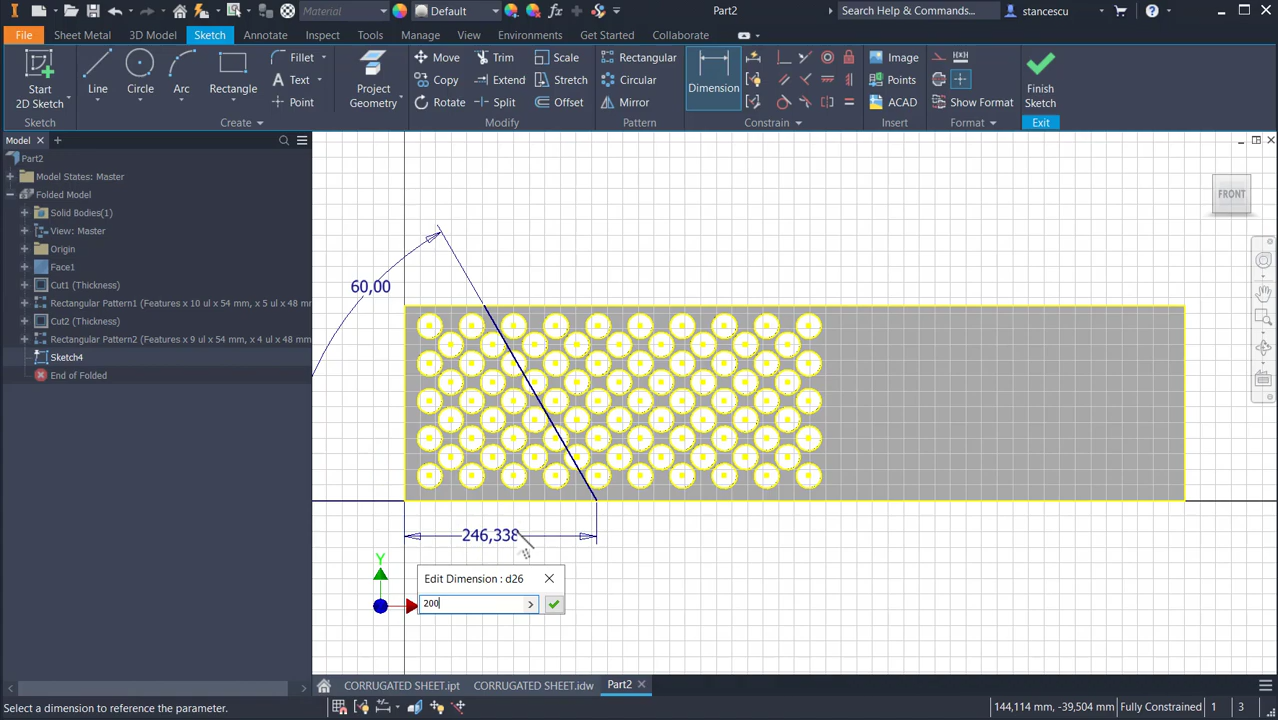 Material
Default
Part2
Search Help & Commands...
stancescu
File
Sheet Metal
3D Model
Sketch
Annotate
Inspect
Tools
Manage
View
Environments
Get Started
Collaborate
Start
2D Sketch
Line
Circle
Arc
Rectangle
Fillet
Text
Point
Project
Geometry
Move
Copy
Rotate
Trim
Extend
Split
Scale
Stretch
Offset
Rectangular
Circular
Mirror
Dimension
Image
Points
ACAD
Show Format
Finish
Sketch
Sketch
Create
Modify
Pattern
Constrain
Insert
Format
Exit
Model
Part2
Model States: Master
Folded Model
Solid Bodies(1)
View: Master
Origin
Face1
Cut1 (Thickness)
Rectangular Pattern1 (Features x 10 ul x 54 mm, x 5 ul x 48 mm
Cut2 (Thickness)
Rectangular Pattern2 (Features x 9 ul x 54 mm, x 4 ul x 48 mm
Sketch4
End of Folded
FRONT
60,00
246,338
Y
Edit Dimension : d26
200
CORRUGATED SHEET.ipt
CORRUGATED SHEET.idw
Part2
Select a dimension to reference the parameter.
144,114 mm, -39,504 mm
Fully Constrained
1
3